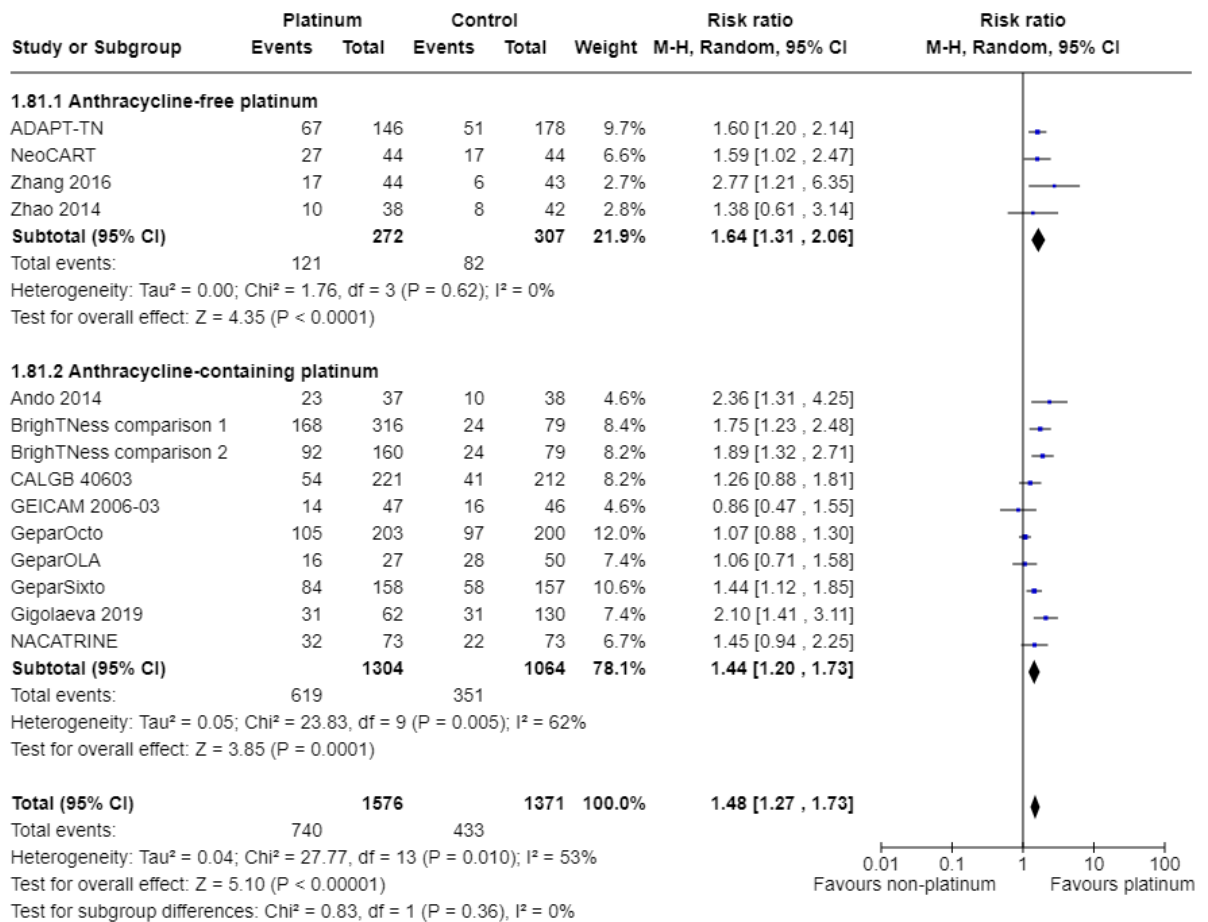 Platinum Control Risk ratio Risk ratio
Study or Subgroup Events Total Events Total Weight M-H, Random, 95% CI M-H, Random, 95% CI
1.81.1 Anthracycline-free platinum
ADAPT-TN 67 146 51 178 9.7% 1.60 [1.20 , 2.14]
NeoCART 27 44 17 44 6.6% 1.59 [1.02 , 2.47]
Zhang 2016 17 44 6 43 2.7% 2.77 [1.21 , 6.35]
Zhao 2014 10 38 8 42 2.8% 1.38 [0.61 , 3.14]
Subtotal (95% CI) 272 307 21.9% 1.64 [1.31 , 2.06]
Total events: 121 82
Heterogeneity: Tau² = 0.00; Chi² = 1.76, df = 3 (P = 0.62); I² = 0%
Test for overall effect: Z = 4.35 (P < 0.0001)
1.81.2 Anthracycline-containing platinum
Ando 2014 23 37 10 38 4.6% 2.36 [1.31 , 4.25]
BrighTNess comparison 1 168 316 24 79 8.4% 1.75 [1.23 , 2.48]
BrighTNess comparison 2 92 160 24 79 8.2% 1.89 [1.32 , 2.71]
CALGB 40603 54 221 41 212 8.2% 1.26 [0.88 , 1.81]
GEICAM 2006-03 14 47 16 46 4.6% 0.86 [0.47 , 1.55]
GeparOcto 105 203 97 200 12.0% 1.07 [0.88 , 1.30]
GeparOLA 16 27 28 50 7.4% 1.06 [0.71 , 1.58]
GeparSixto 84 158 58 157 10.6% 1.44 [1.12 , 1.85]
Gigolaeva 2019 31 62 31 130 7.4% 2.10 [1.41 , 3.11]
NACATRINE 32 73 22 73 6.7% 1.45 [0.94 , 2.25]
Subtotal (95% CI) 1304 1064 78.1% 1.44 [1.20 , 1.73]
Total events: 619 351
Heterogeneity: Tau² = 0.05; Chi² = 23.83, df = 9 (P = 0.005); I² = 62%
Test for overall effect: Z = 3.85 (P = 0.0001)
Total (95% CI) 1576 1371 100.0% 1.48 [1.27 , 1.73]
Total events: 740 433
Heterogeneity: Tau² = 0.04; Chi² = 27.77, df = 13 (P = 0.010); I² = 53%
Test for overall effect: Z = 5.10 (P < 0.00001)
Test for subgroup differences: Chi² = 0.83, df = 1 (P = 0.36), I² = 0%
0.01 0.1 1 10 100
Favours non-platinum Favours platinum